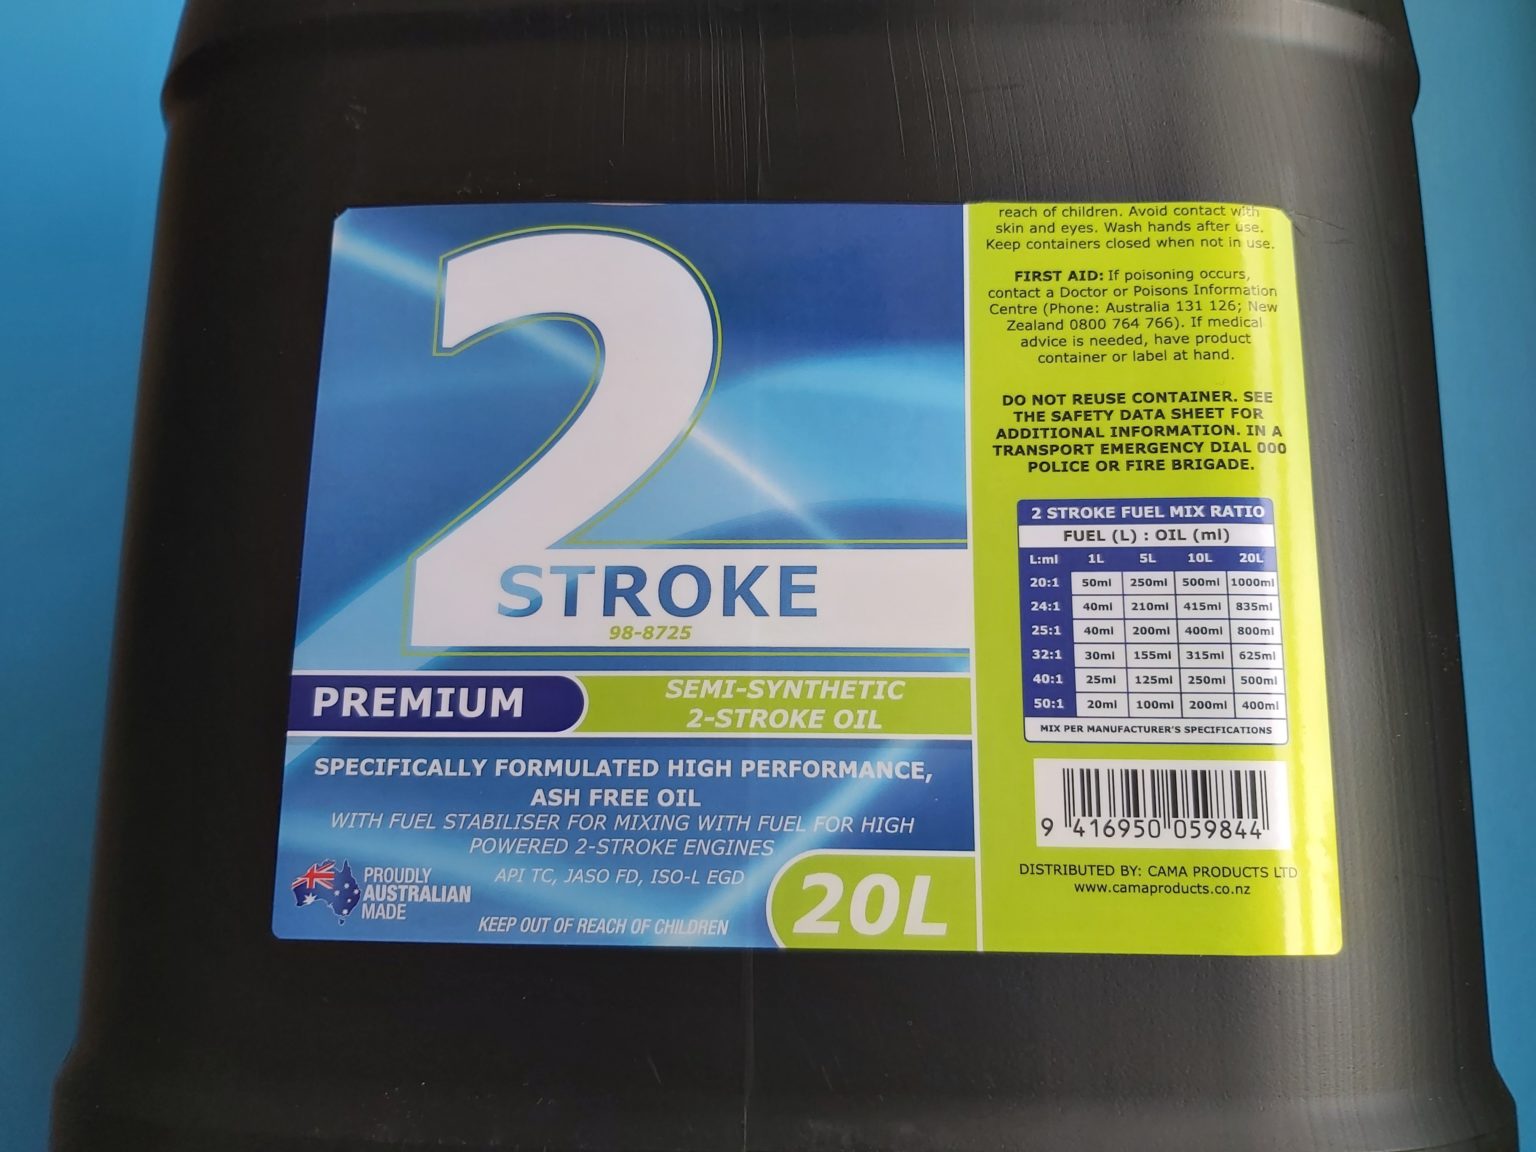 2
STROKE
98-8725
PREMIUM
SEMI-SYNTHETIC
2-STROKE OIL
SPECIFICALLY FORMULATED HIGH PERFORMANCE,
ASH FREE OIL
WITH FUEL STABILISER FOR MIXING WITH FUEL FOR HIGH
POWERED 2-STROKE ENGINES
API TC, JASO FD, ISO-L EGD
PROUDLY
AUSTRALIAN
MADE
KEEP OUT OF REACH OF CHILDREN
20L
reach of children. Avoid contact with
skin and eyes. Wash hands after use.
Keep containers closed when not in use.
FIRST AID: If poisoning occurs,
contact a Doctor or Poisons Information
Centre (Phone: Australia 131 126; New
Zealand 0800 764 766). If medical
advice is needed, have product
container or label at hand.
DO NOT REUSE CONTAINER. SEE
THE SAFETY DATA SHEET FOR
ADDITIONAL INFORMATION. IN A
TRANSPORT EMERGENCY DIAL 000
POLICE OR FIRE BRIGADE.
2 STROKE FUEL MIX RATIO
FUEL (L) : OIL (ml)
L:ml 1L 5L 10L 20L
20:1 50ml 250ml 500ml 1000ml
24:1 40ml 210ml 415ml 835ml
25:1 40ml 200ml 400ml 800ml
32:1 30ml 155ml 315ml 625ml
40:1 25ml 125ml 250ml 500ml
50:1 20ml 100ml 200ml 400ml
MIX PER MANUFACTURER'S SPECIFICATIONS
9 416950 059844
DISTRIBUTED BY: CAMA PRODUCTS LTD
www.camaproducts.co.nz